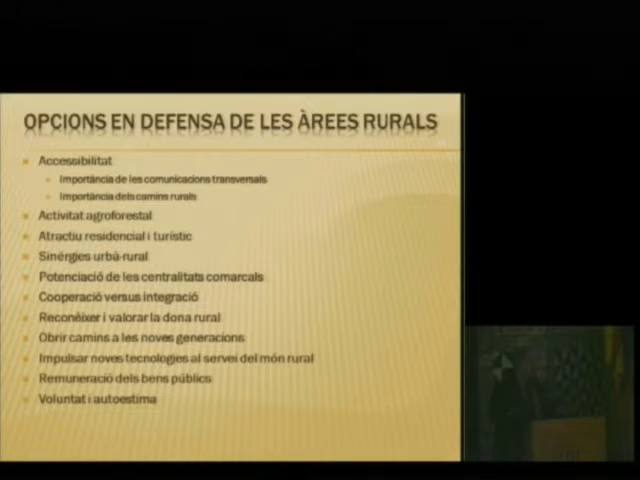 OPCIONS EN DEFENSA DE LES ÀREES RURALS
Accessibilitat
Importància de les comunicacions transversals
Importància dels camins rurals
Activitat agroforestal
Atractiu residencial i turístic
Sinèrgies urbà-rural
Potenciació de les centralitats comarcals
Cooperació versus integració
Reconèixer i valorar la dona rural
Obrir camins a les noves generacions
Impulsar noves tecnologies al servei del món rural
Remuneració dels bens públics
Voluntat i autoestima